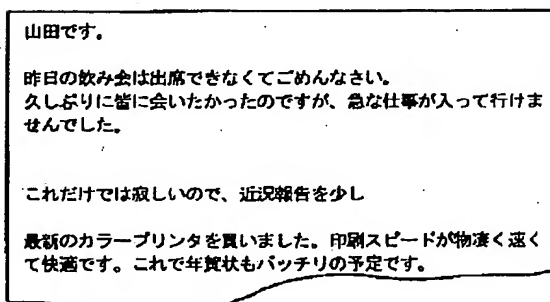 山田です。
昨日の飲み会は出席できなくてごめんなさい。
久しぶりに皆に会いたかったのですが、急な仕事が入って行けま
せんでした。
これだけでは寂しいので、近況報告を少し
最新のカラープリンタを買いました。印刷スピードが物凄く速く
て快適です。これで年賀状もバッチリの予定です。